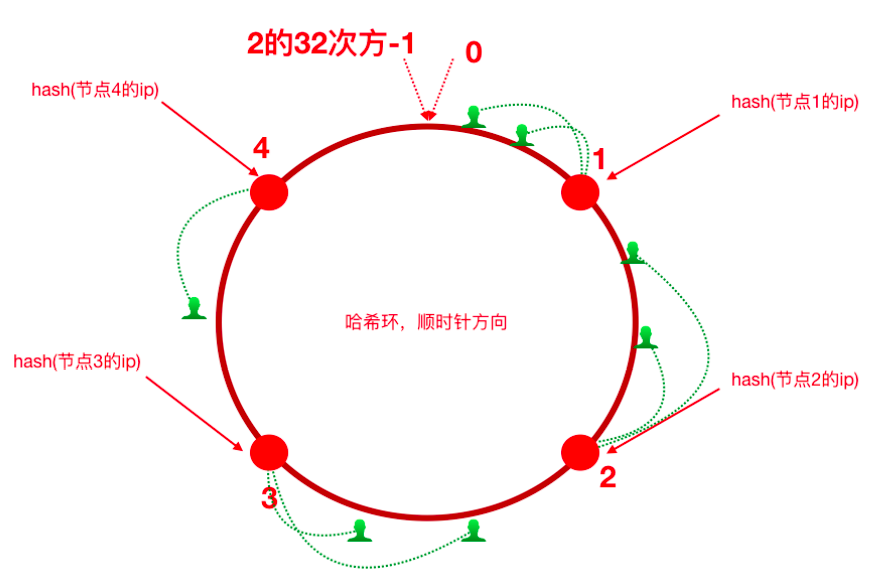 2的32次方-1
0
hash(节点4的ip)
hash(节点1的ip)
4
1
哈希环，顺时针方向
hash(节点3的ip)
hash(节点2的ip)
3
2